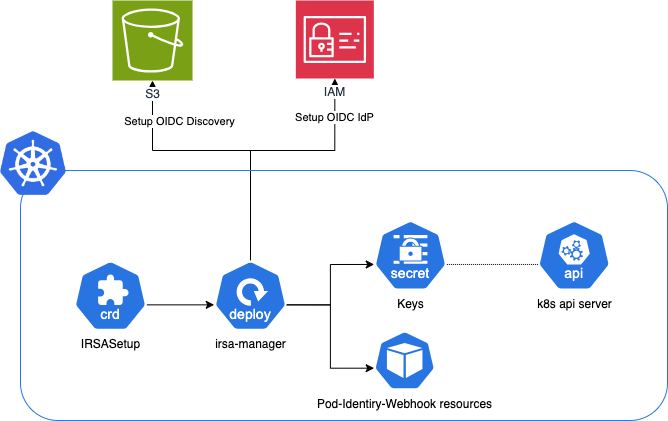 S3
IAM
Setup OIDC Discovery
Setup OIDC IdP
secret
api
Keys
k8s api server
crd
deploy
IRSASetup
irsa-manager
Pod-Identiry-Webhook resources